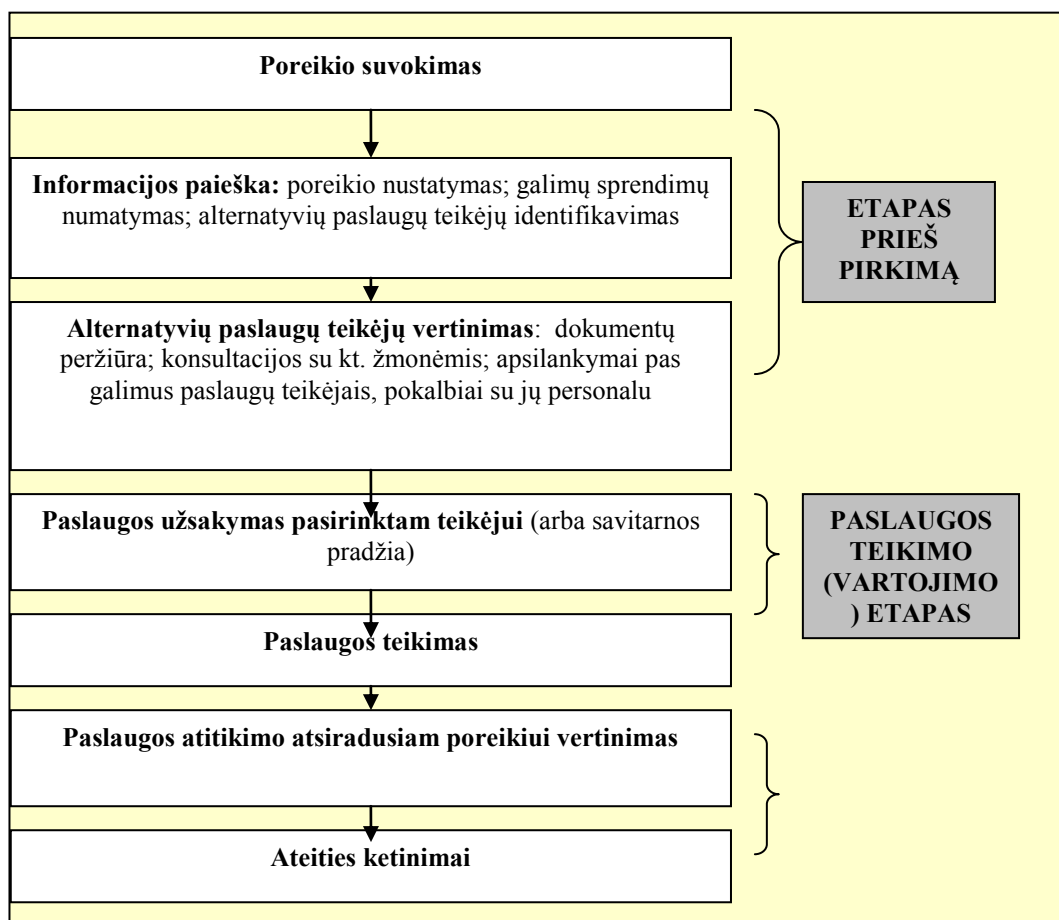 Poreikio suvokimas
Informacijos paieška: poreikio nustatymas; galimų sprendimų
numatymas; alternatyvių paslaugų teikėjų identifikavimas
ETAPAS
PRIEŠ
PIRKIMĄ
Alternatyvių paslaugų teikėjų vertinimas: dokumentų
peržiūra; konsultacijos su kt. žmonėmis; apsilankymai pas
galimus paslaugų teikėjais, pokalbiai su jų personalu
Paslaugos užsakymas pasirinktam teikėjui (arba savitarnos
pradžia)
PASLAUGOS
TEIKIMO
(VARTOJIMO
) ETAPAS
Paslaugos teikimas
Paslaugos atitikimo atsiradusiam poreikiui vertinimas
Ateities ketinimai